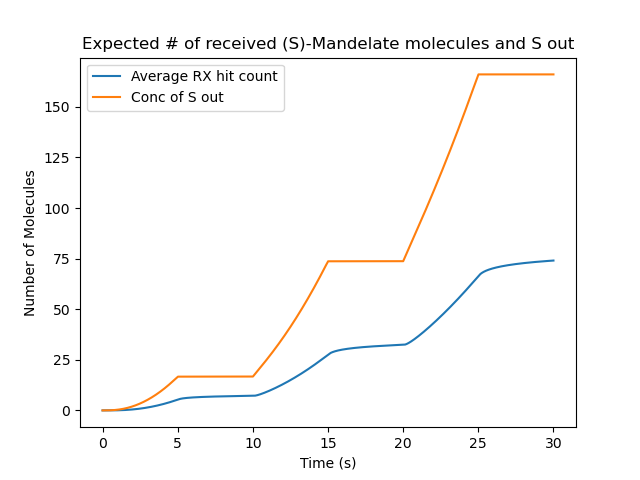 Expected # of received (S)-Mandelate molecules and S out
Average RX hit count
Conc of S out
Number of Molecules
150
125
100
75
50
25
0
0 5 10 15 20 25 30
Time (s)